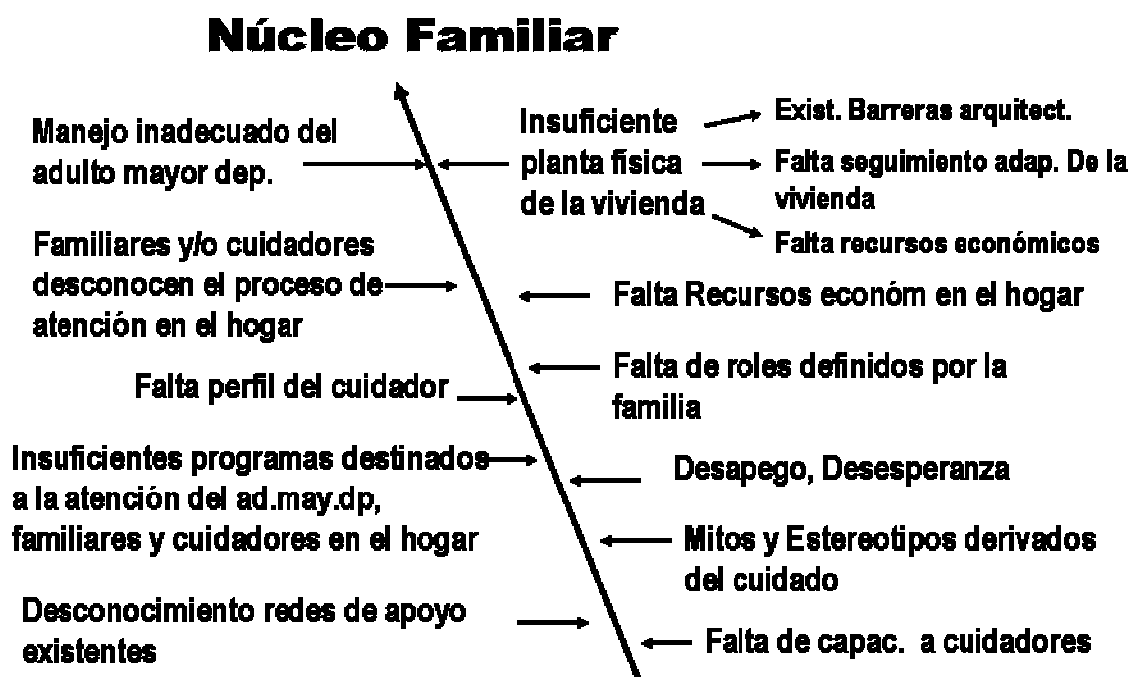 Núcleo Familiar
Manejo inadecuado del
adulto mayor dep.
Familiares y/o cuidadores
desconocen el proceso de
atención en el hogar
Falta perfil del cuidador
Insuficientes programas destinados
a la atención del ad.may.dp,
familiares y cuidadores en el hogar
Desconocimiento redes de apoyo
existentes
Insuficiente
planta física
de la vivienda
Exist. Barreras arquitect.
Falta seguimiento adap. De la
vivienda
Falta recursos económicos
Falta Recursos económ en el hogar
Falta de roles definidos por la
familia
Desapego, Desesperanza
Mitos y Estereotipos derivados
del cuidado
Falta de capac. a cuidadores